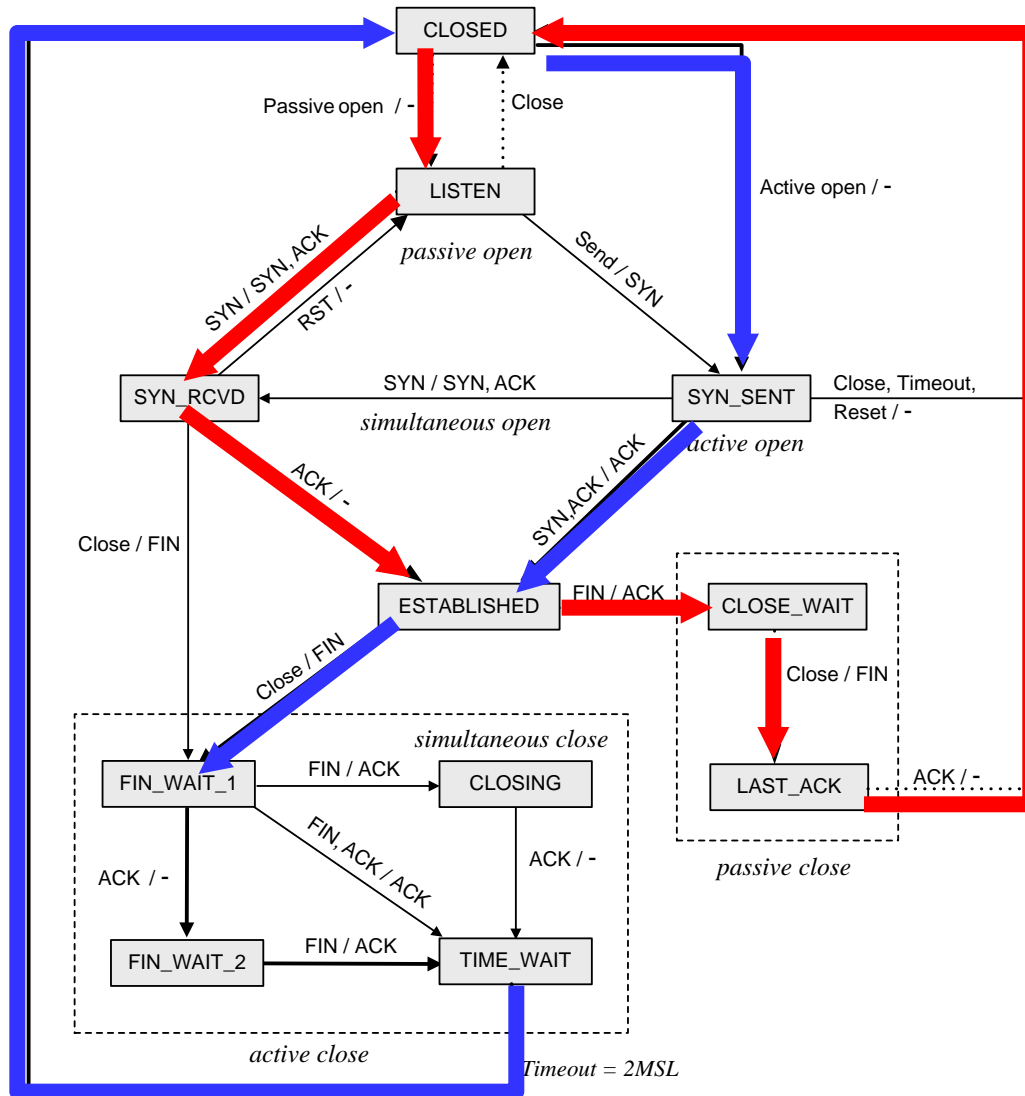 CLOSED
Passive open / -
Close
LISTEN
Active open / -
passive open
SYN / SYN, ACK
RST / -
Send / SYN
SYN_RCVD
SYN / SYN, ACK
simultaneous open
SYN_SENT
Close, Timeout,
Reset / -
active open
ACK / -
SYN,ACK / ACK
Close / FIN
ESTABLISHED
FIN / ACK
CLOSE_WAIT
Close / FIN
Close / FIN
simultaneous close
FIN_WAIT_1
FIN / ACK
CLOSING
LAST_ACK
ACK / -
FIN, ACK / ACK
ACK / -
ACK / -
passive close
FIN_WAIT_2
FIN / ACK
TIME_WAIT
active close
Timeout = 2MSL